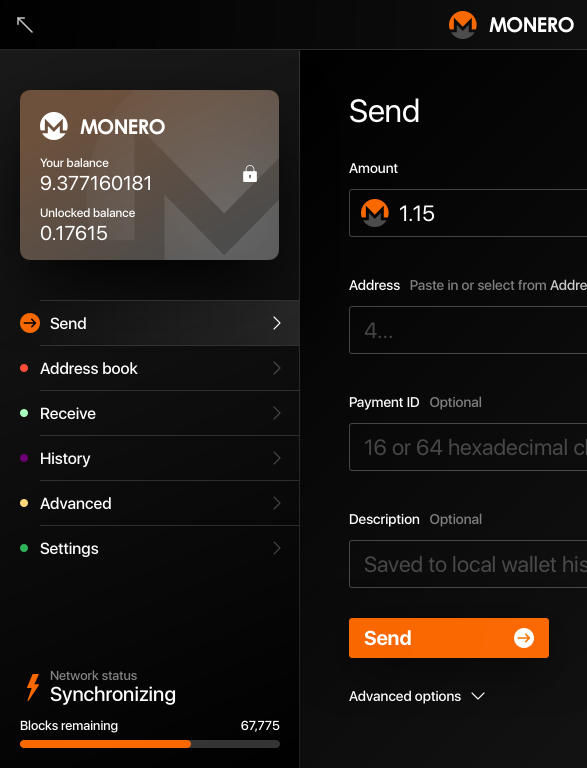 MONERO
MONERO
Your balance
9.377160181
Unlocked balance
0.17615
Send
Address book
Receive
History
Advanced
Settings
Network status
Synchronizing
Blocks remaining 67,775
Send
Amount
1.15
Address Paste in or select from Addre
4...
Payment ID Optional
16 or 64 hexadecimal cl
Description Optional
Saved to local wallet his
Send
Advanced options